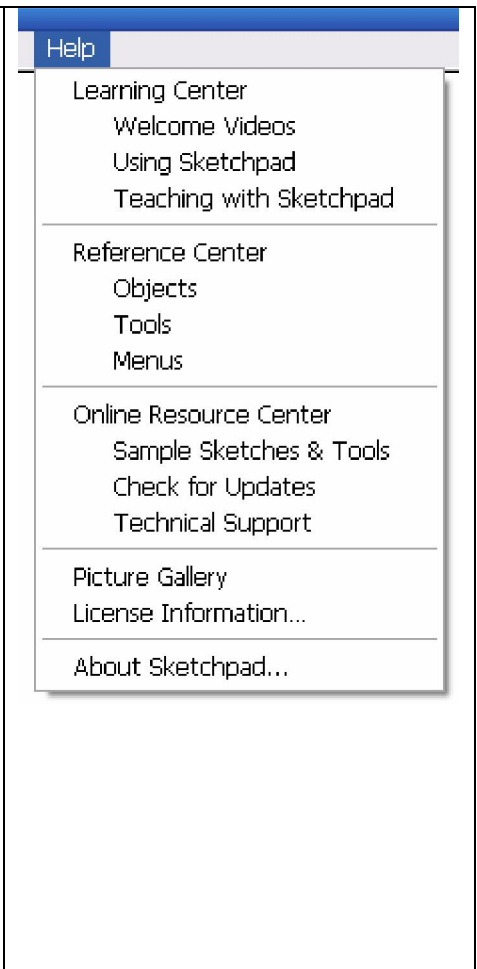 Help
Learning Center
Welcome Videos
Using Sketchpad
Teaching with Sketchpad
Reference Center
Objects
Tools
Menus
Online Resource Center
Sample Sketches & Tools
Check for Updates
Technical Support
Picture Gallery
License Information...
About Sketchpad...